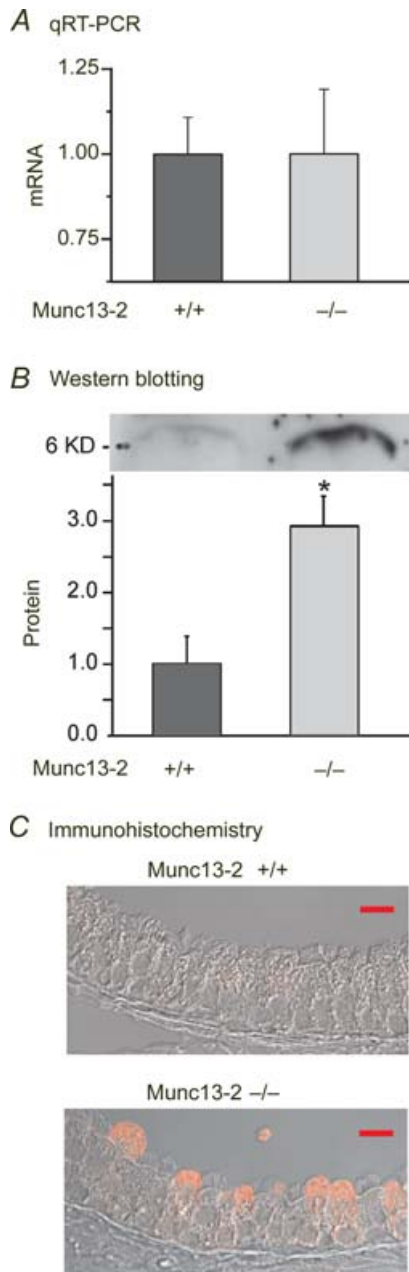 A qRT-PCR
1.25
1.00
0.75
mRNA
Munc13-2 +/+ –/–
B Western blotting
6 KD -
*
3.0
2.0
1.0
0.0
Protein
Munc13-2 +/+ –/–
C Immunohistochemistry
Munc13-2 +/+
Munc13-2 –/–